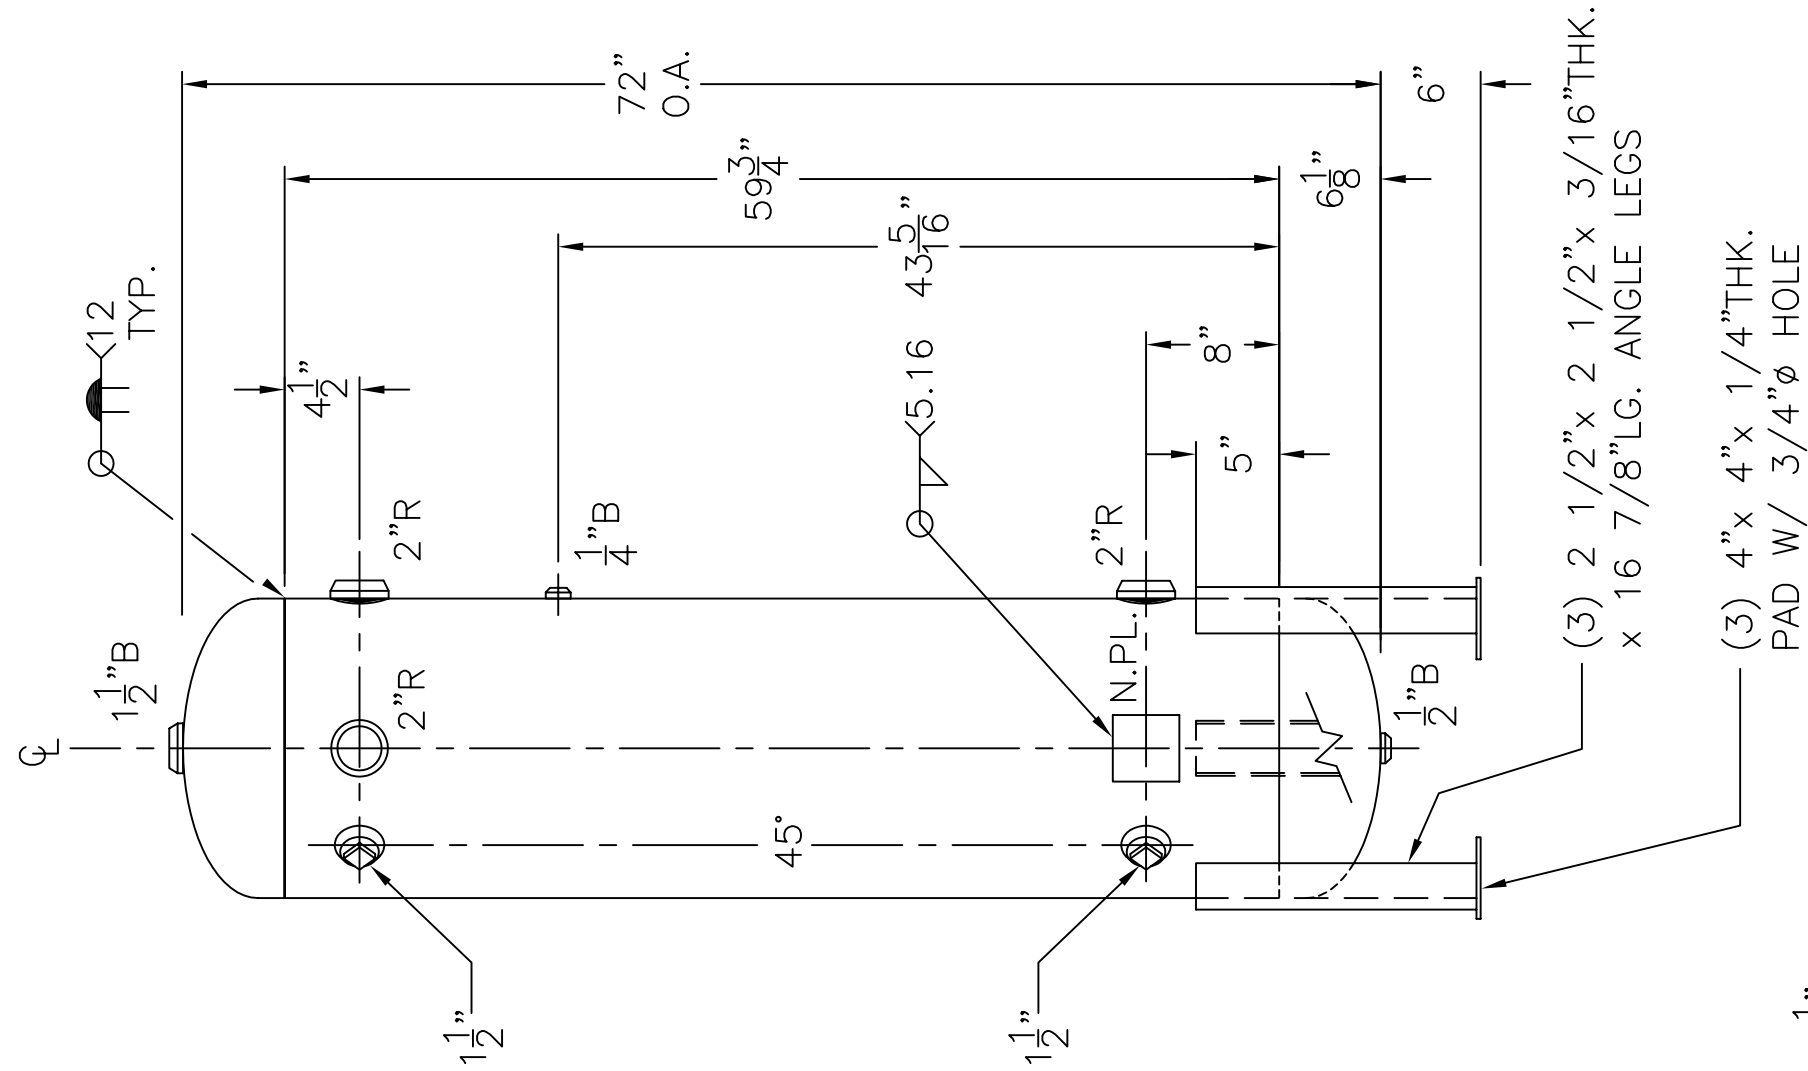 ℄
1 1/2"B
12
TYP.
72"
O.A.
59 3/4"
6 1/8"
6"
43 5/16"
4 1/2"
8"
5"
2"R
1/4"B
2"R
2"R
5.16
N.PL.
1/2"B
45°
1 1/2"
1 1/2"
(3) 2 1/2"x 2 1/2"x 3/16"THK.
x 16 7/8"LG. ANGLE LEGS
(3) 4"x 4"x 1/4"THK.
PAD W/ 3/4"ø HOLE